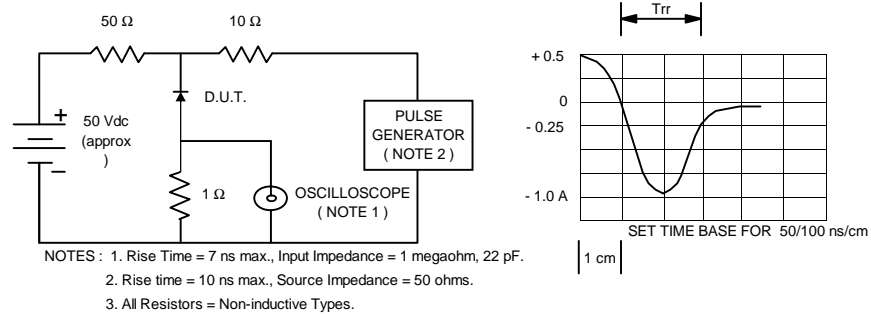 50 Ω
10 Ω
D.U.T.
+
50 Vdc
(approx
)
−
1 Ω
PULSE
GENERATOR
( NOTE 2 )
OSCILLOSCOPE
( NOTE 1 )
NOTES : 1. Rise Time = 7 ns max., Input Impedance = 1 megaohm, 22 pF.
2. Rise time = 10 ns max., Source Impedance = 50 ohms.
3. All Resistors = Non-inductive Types.
Trr
+ 0.5
0
- 0.25
- 1.0 A
SET TIME BASE FOR 50/100 ns/cm
1 cm